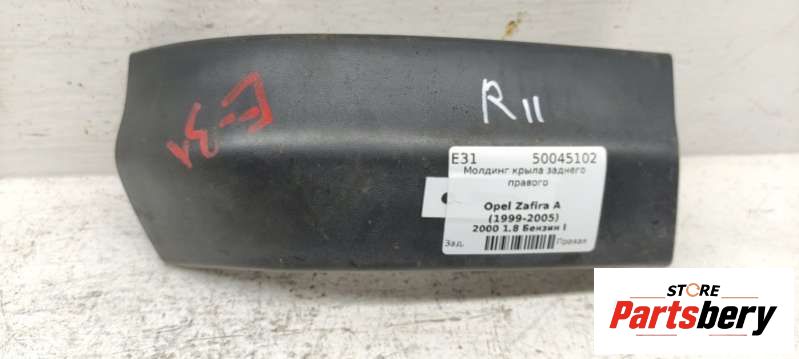 E31
R11
E31 50045102
Молдинг крыла заднего
правого
Opel Zafira A
(1999-2005)
2000 1.8 Бензин I
Зад. Правая
STORE
Partsbery